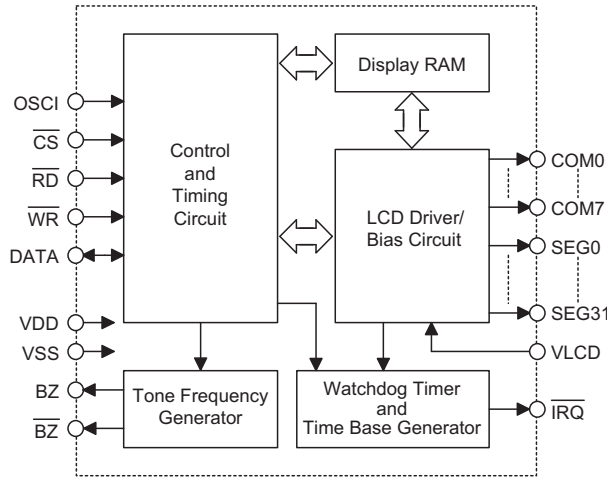 Display RAM
OSCI
CS
RD
WR
DATA
Control
and
Timing
Circuit
LCD Driver/
Bias Circuit
COM0
COM7
SEG0
SEG31
VDD
VSS
VLCD
BZ
BZ
Tone Frequency
Generator
Watchdog Timer
and
Time Base Generator
IRQ